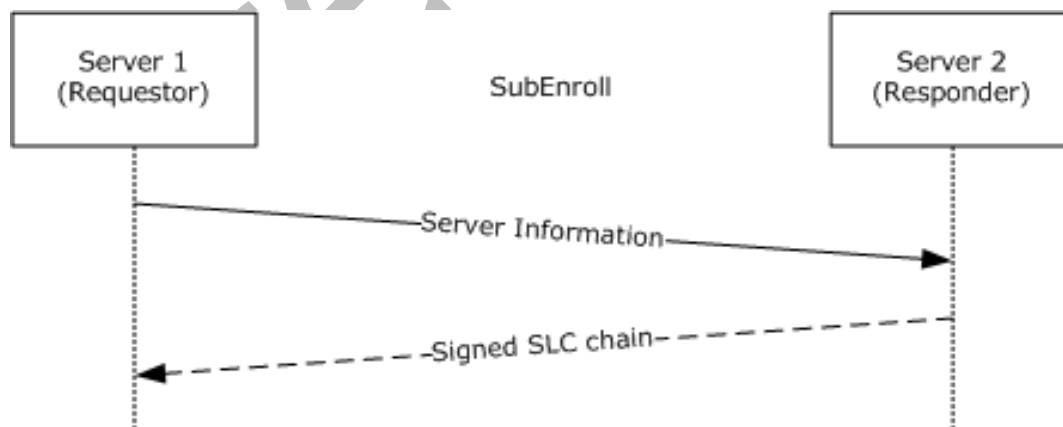 Server 1
(Requestor)
SubEnroll
Server 2
(Responder)
Server Information
Signed SLC chain